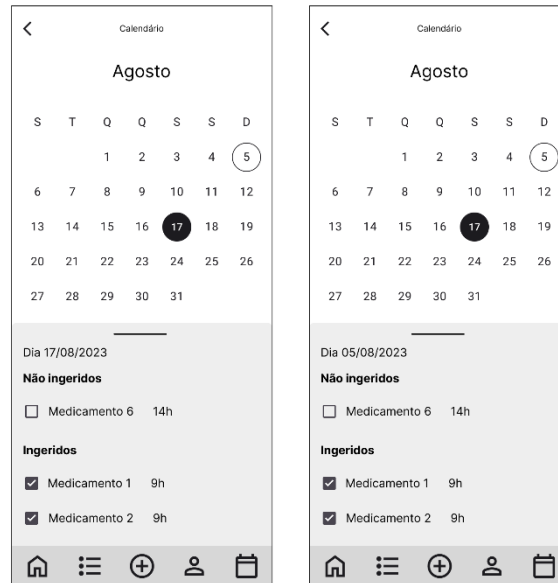 Calendário
Agosto
S T Q Q S S D
1 2 3 4 5
6 7 8 9 10 11 12
13 14 15 16 17 18 19
20 21 22 23 24 25 26
27 28 29 30 31
Dia 17/08/2023
Não ingeridos
Medicamento 6 14h
Ingeridos
Medicamento 1 9h
Medicamento 2 9h
Calendário
Agosto
S T Q Q S S D
1 2 3 4 5
6 7 8 9 10 11 12
13 14 15 16 17 18 19
20 21 22 23 24 25 26
27 28 29 30 31
Dia 05/08/2023
Não ingeridos
Medicamento 6 14h
Ingeridos
Medicamento 1 9h
Medicamento 2 9h